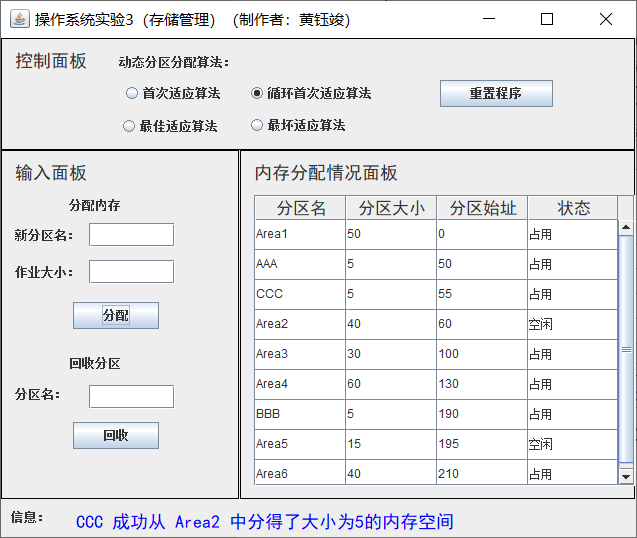 操作系统实验3（存储管理）（制作者：黄钰竣）
控制面板
动态分区分配算法：
首次适应算法 循环首次适应算法 重置程序
最佳适应算法 最坏适应算法
输入面板
分配内存
新分区名：
作业大小：
分配
回收分区
分区名：
回收
内存分配情况面板
分区名 分区大小 分区始址 状态
Area1 50 0 占用
AAA 5 50 占用
CCC 5 55 占用
Area2 40 60 空闲
Area3 30 100 占用
Area4 60 130 占用
BBB 5 190 占用
Area5 15 195 空闲
Area6 40 210 占用
信息： CCC 成功从 Area2 中分得了大小为5的内存空间